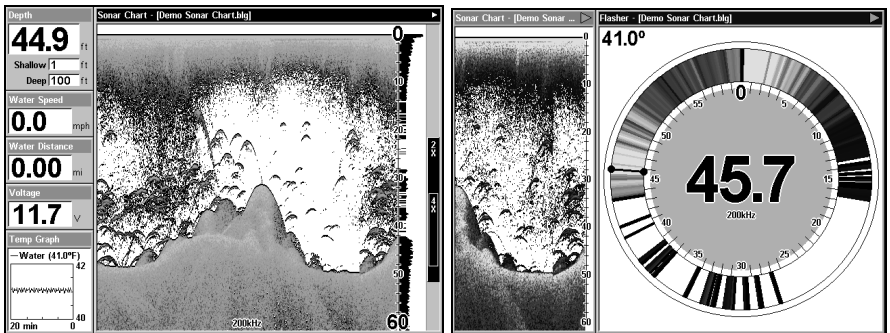 Depth
44.9 ft
Shallow 1 ft
Deep 100 ft
Water Speed
0.0 mph
Water Distance
0.00 mi
Voltage
11.7 V
Temp Graph
Water (41.0ºF)
42
40
20 min 0
Sonar Chart - [Demo Sonar Chart.blg]
0
10
20
30
40
50
60
200kHz
2X
4X
Sonar Chart - [Demo Sonar ...
0
10
20
30
40
50
60
Flasher - [Demo Sonar Chart.blg]
41.0º
0
5
10
15
20
25
30
35
40
45
50
55
45.7
200kHz